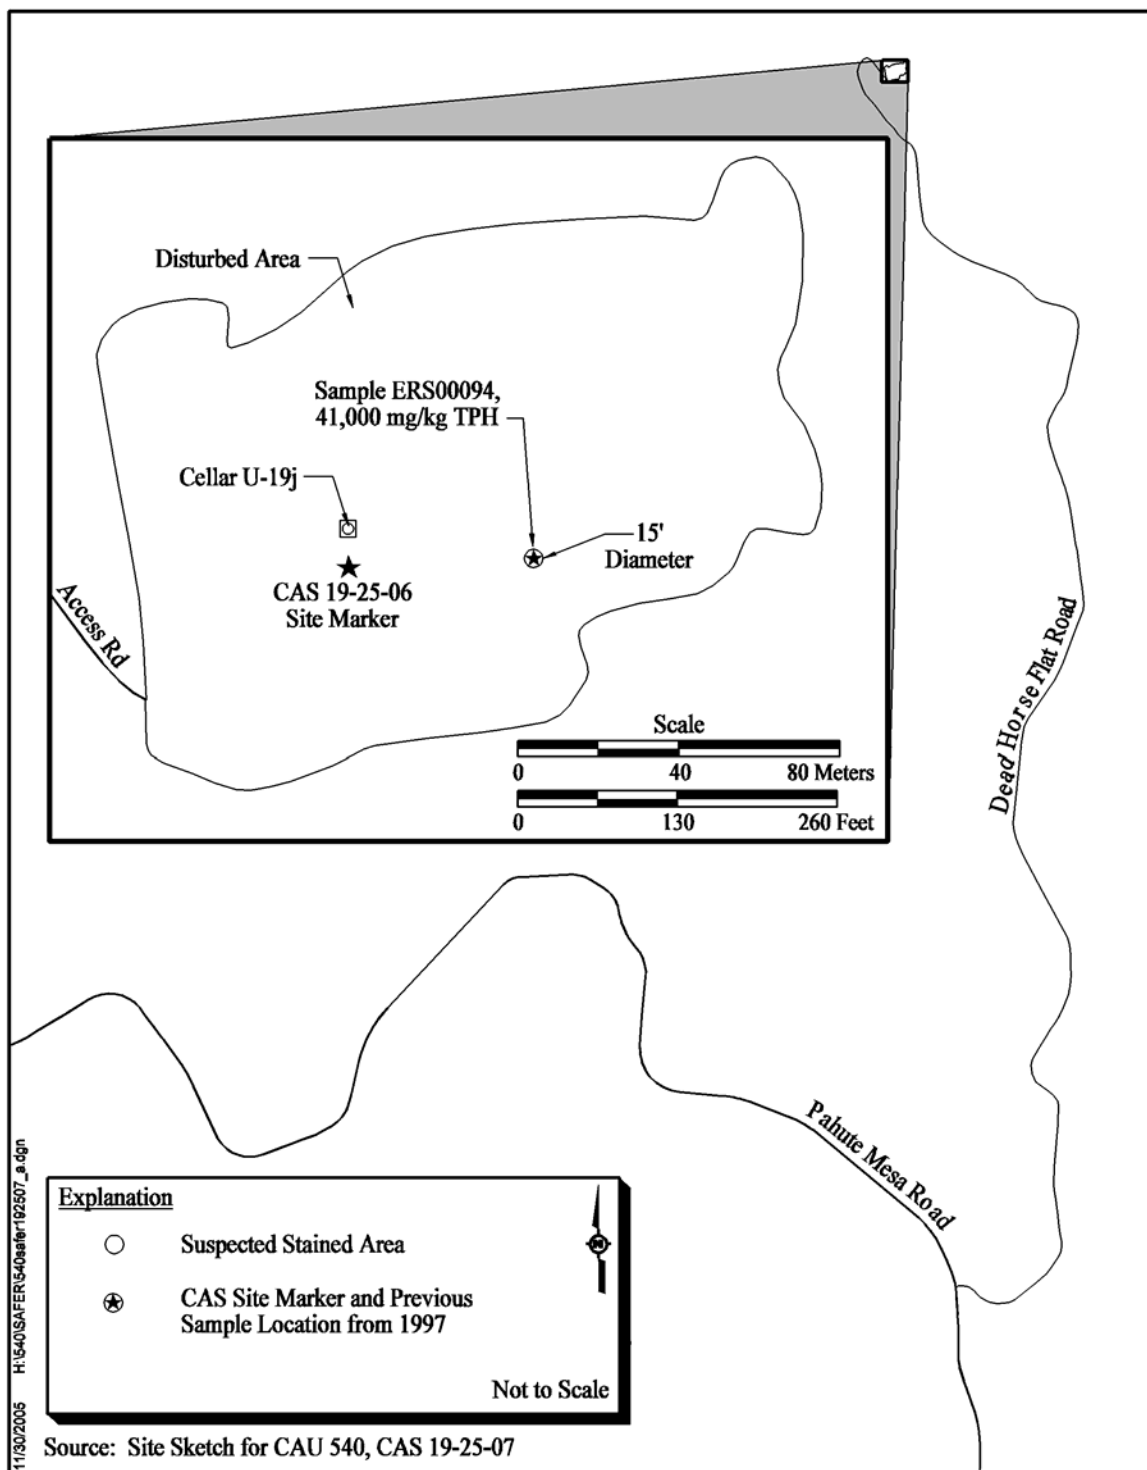 Disturbed Area
Sample ERS00094,
41,000 mg/kg TPH
Cellar U-19j
15'
Diameter
CAS 19-25-06
Site Marker
Access Rd
Scale
0 40 80 Meters
0 130 260 Feet
Dead Horse Flat Road
Pahute Mesa Road
Explanation
Suspected Stained Area
CAS Site Marker and Previous
Sample Location from 1997
N
Not to Scale
Source: Site Sketch for CAU 540, CAS 19-25-07
11/30/2005 H:\540\SAFER\540safer192507_a.dgn